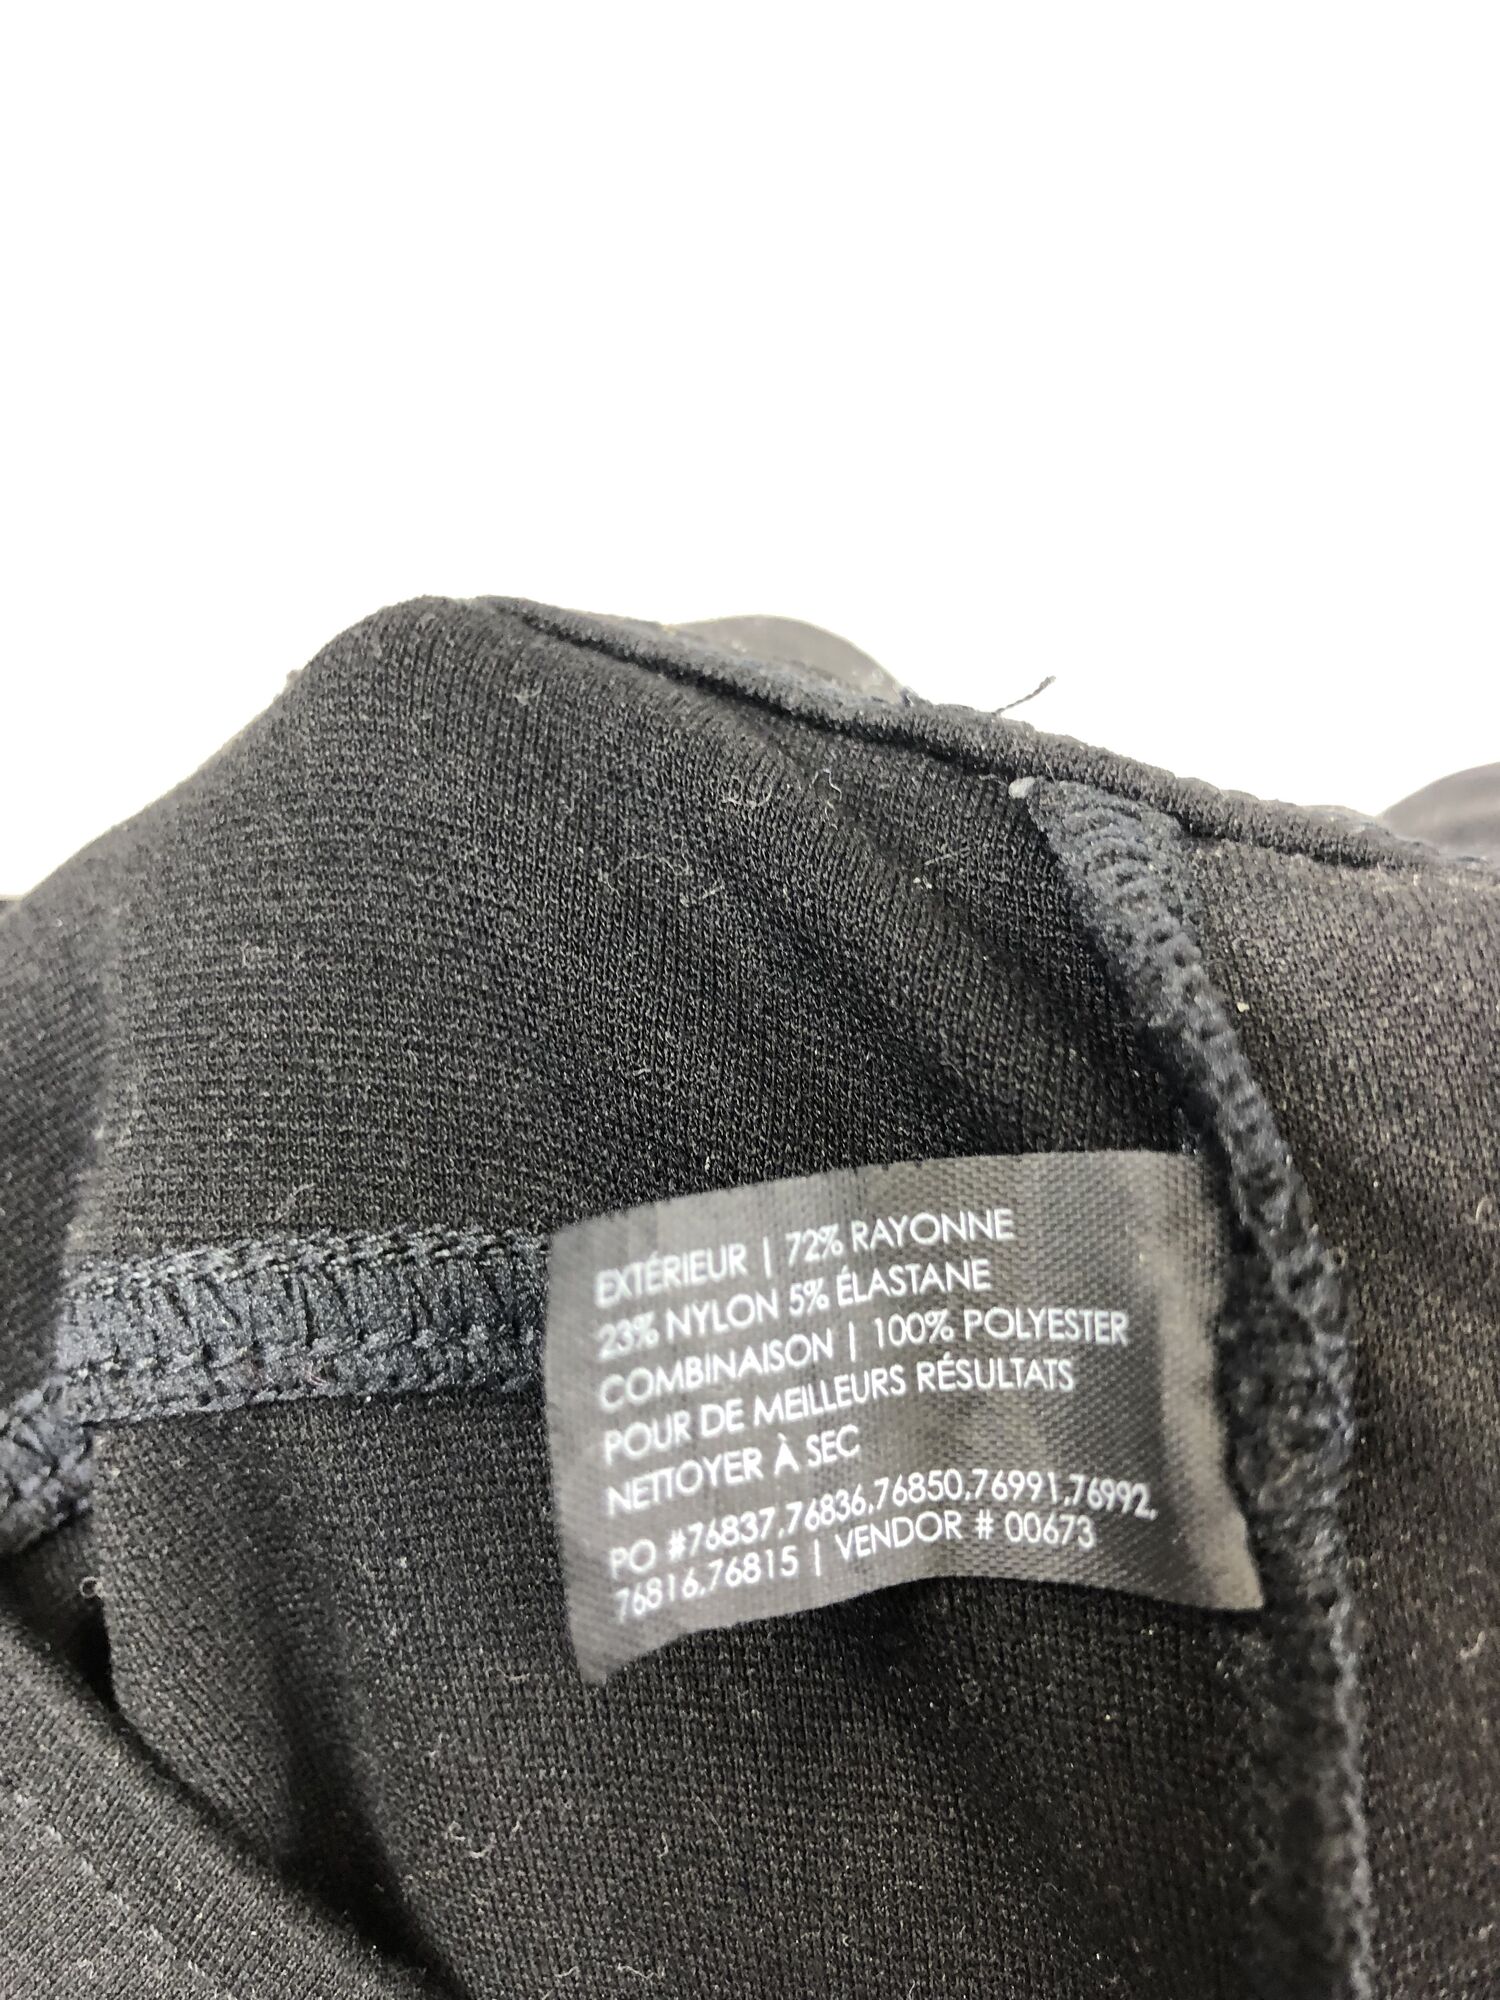 EXTÉRIEUR | 72% RAYONNE
23% NYLON 5% ÉLASTANE
COMBINAISON | 100% POLYESTER
POUR DE MEILLEURS RÉSULTATS
NETTOYER À SEC
PO #76837,76836,76850,76991,76992,
76816,76815 | VENDOR # 00673